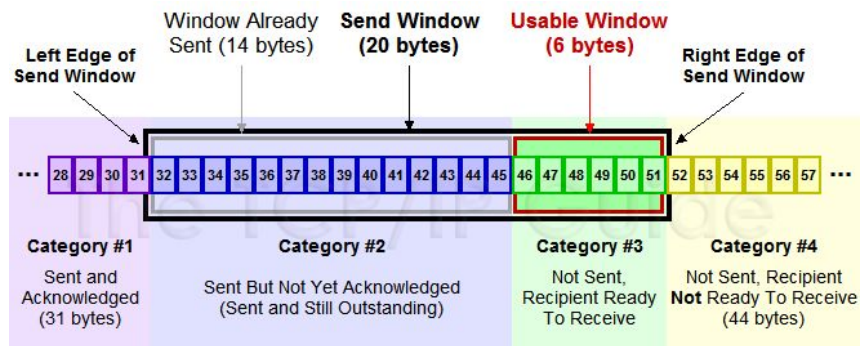 Window Already
Sent (14 bytes)
Send Window
(20 bytes)
Usable Window
(6 bytes)
Left Edge of
Send Window
Right Edge of
Send Window
... 28 29 30 31 32 33 34 35 36 37 38 39 40 41 42 43 44 45 46 47 48 49 50 51 52 53 54 55 56 57 ...
The TCP/IP Guide
Category #1
Sent and
Acknowledged
(31 bytes)
Category #2
Sent But Not Yet Acknowledged
(Sent and Still Outstanding)
Category #3
Not Sent,
Recipient Ready
To Receive
Category #4
Not Sent, Recipient
Not Ready To Receive
(44 bytes)